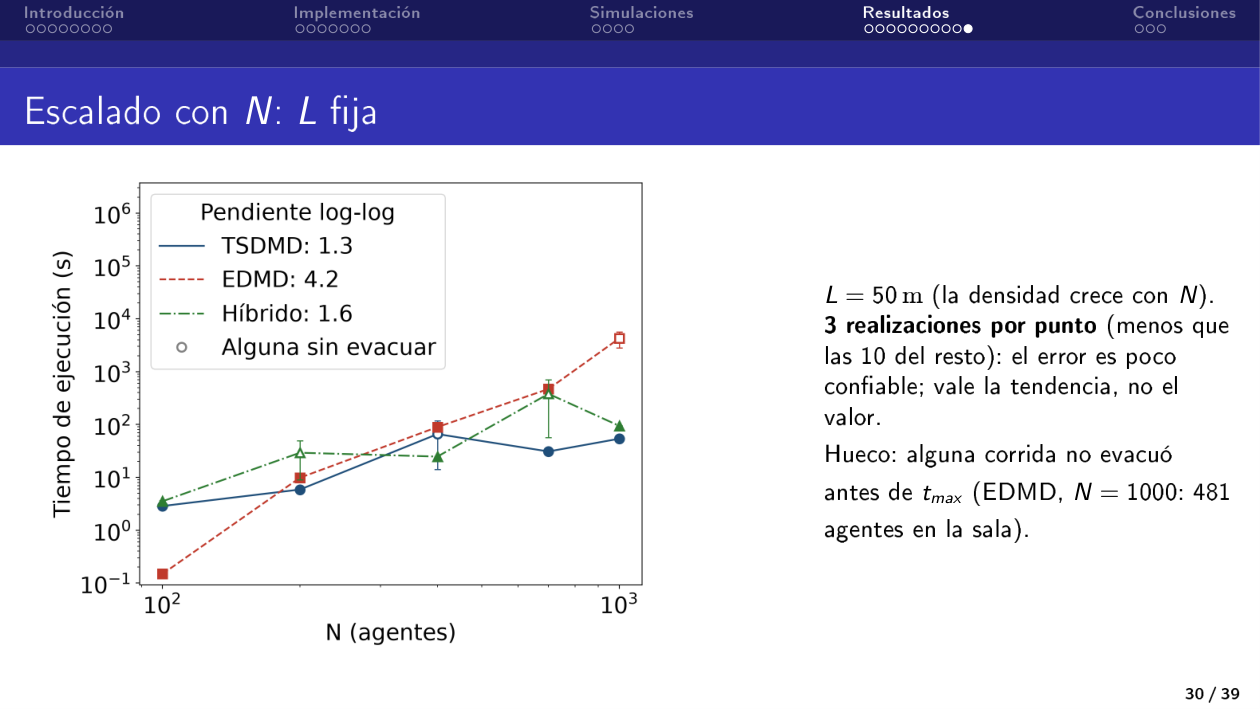 Introducción
Implementación
Simulaciones
Resultados
Conclusiones
Escalado con N: L fija
Pendiente log-log
TSDMD: 1.3
EDMD: 4.2
Híbrido: 1.6
Alguna sin evacuar
Tiempo de ejecución (s)
10⁶
10⁵
10⁴
10³
10²
10¹
10⁰
10⁻¹
10²
10³
N (agentes)
L = 50 m (la densidad crece con N).
3 realizaciones por punto (menos que
las 10 del resto): el error es poco
confiable; vale la tendencia, no el
valor.
Hueco: alguna corrida no evacuó
antes de tₘₐₓ (EDMD, N = 1000: 481
agentes en la sala).
30 / 39